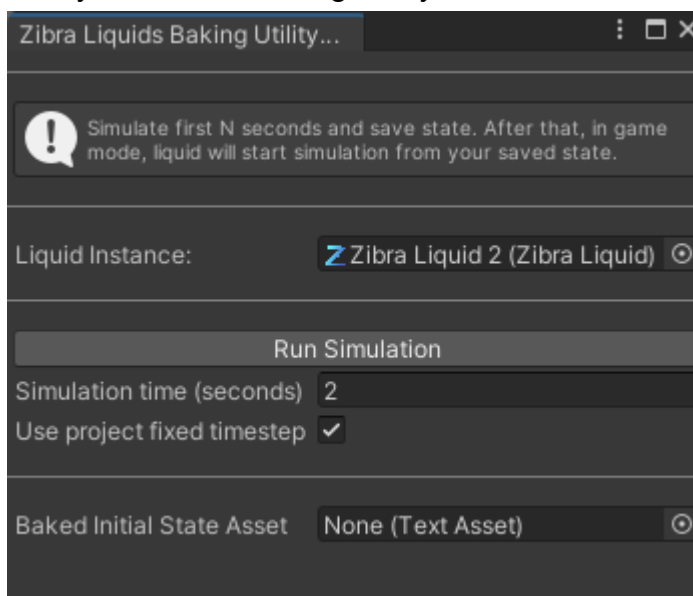 Zibra Liquids Baking Utility...
Simulate first N seconds and save state. After that, in game
mode, liquid will start simulation from your saved state.
Liquid Instance: Zibra Liquid 2 (Zibra Liquid)
Run Simulation
Simulation time (seconds) 2
Use project fixed timestep
Baked Initial State Asset None (Text Asset)